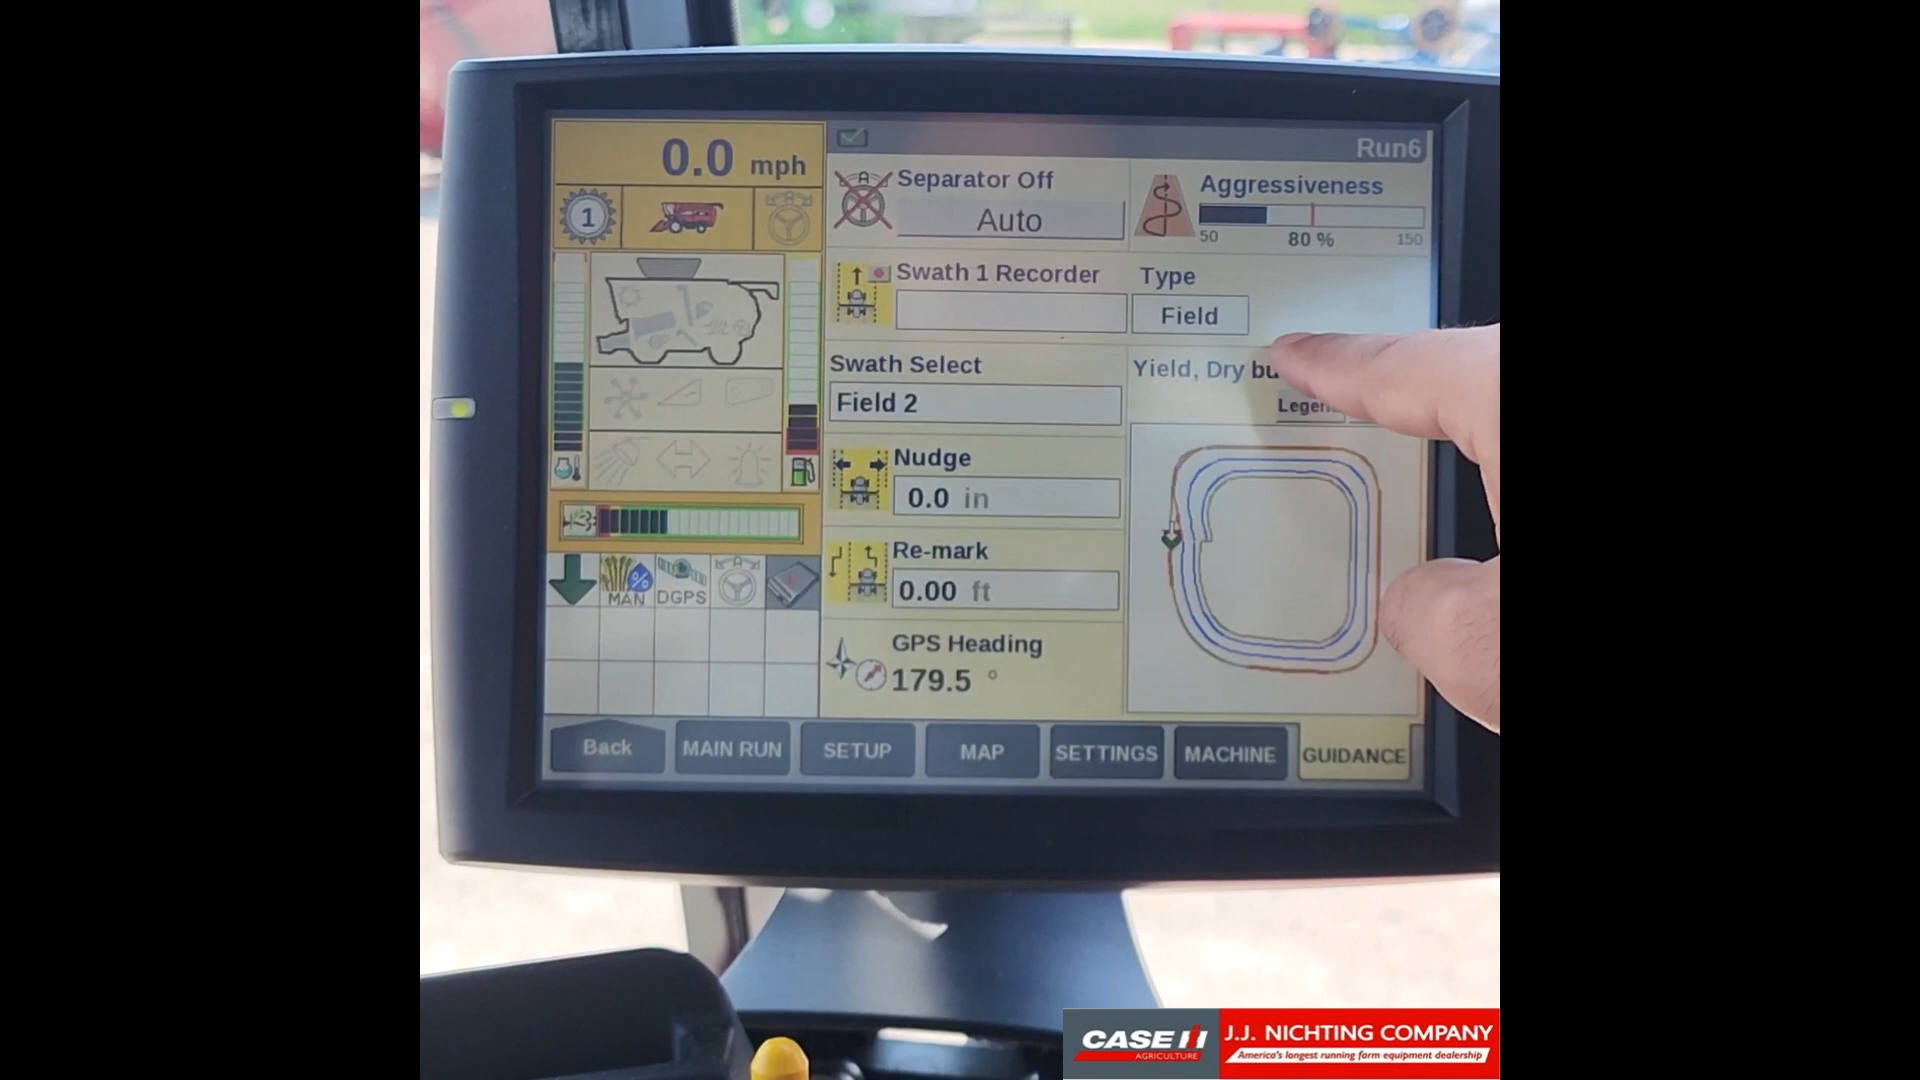 0.0 mph
Run6
1
Separator Off
Auto
Aggressiveness
50 80 % 150
Swath 1 Recorder
Type
Field
Swath Select
Field 2
Yield, Dry bu
Legen
Nudge
0.0 in
Re-mark
0.00 ft
GPS Heading
179.5 °
MAN
DGPS
Back
MAIN RUN
SETUP
MAP
SETTINGS
MACHINE
GUIDANCE
CASE IH
AGRICULTURE
J.J. NICHTING COMPANY
America's longest running farm equipment dealership